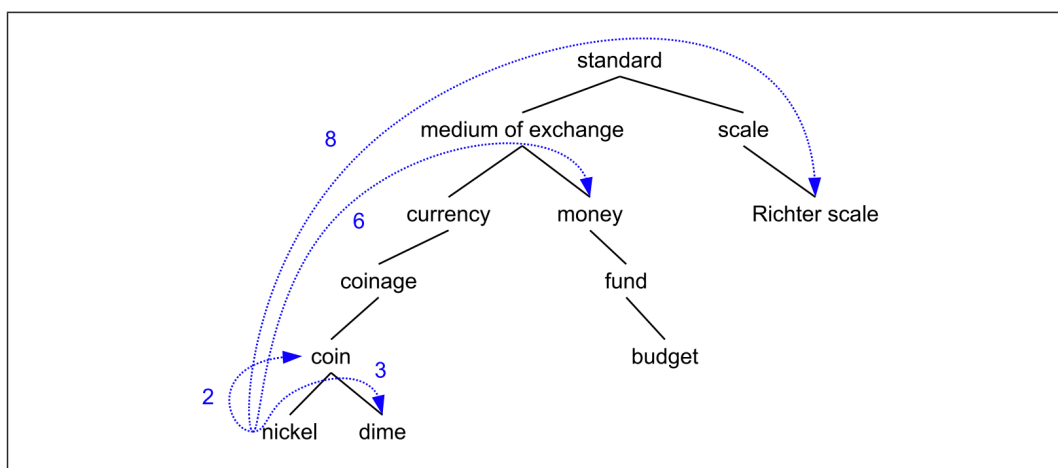 standard
8
medium of exchange scale
6
currency money Richter scale
coinage fund
coin budget
3
2
nickel dime